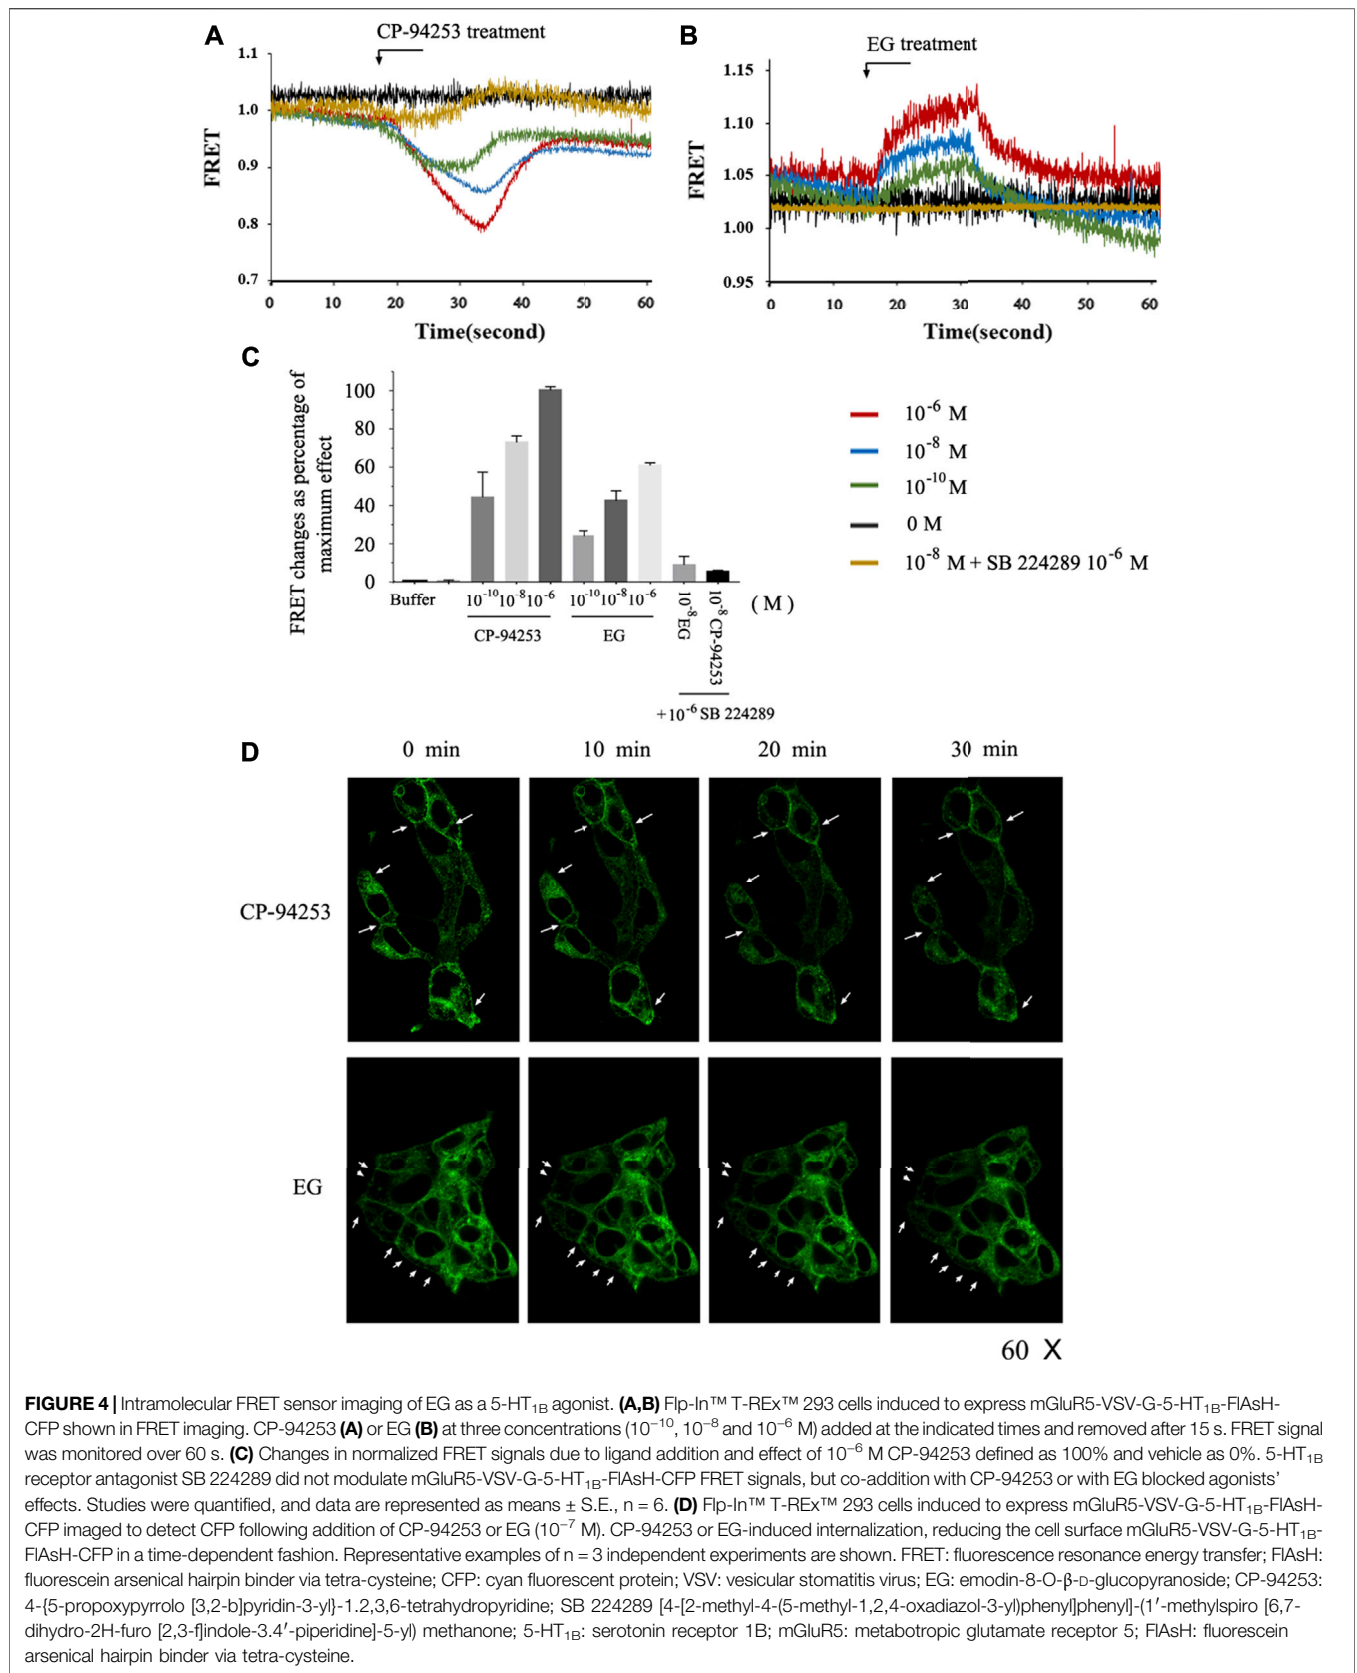 A
CP-94253 treatment
1.1
1.0
0.9
0.8
0.7
FRET
0 10 20 30 40 50 60
Time(second)
B
EG treatment
1.15
1.10
1.05
1.00
0.95
FRET
0 10 20 30 40 50 60
Time(second)
C
FRET changes as percentage of
maximum effect
100
80
60
40
20
0
Buffer
10⁻¹⁰ 10⁻⁸ 10⁻⁶
CP-94253
10⁻¹⁰ 10⁻⁸ 10⁻⁶
EG
10⁻⁸ EG
10⁻⁸ CP-94253
( M )
+10⁻⁶ SB 224289
10⁻⁶ M
10⁻⁸ M
10⁻¹⁰ M
0 M
10⁻⁸ M + SB 224289 10⁻⁶ M
D
0 min 10 min 20 min 30 min
CP-94253
EG
60 X
FIGURE 4 | Intramolecular FRET sensor imaging of EG as a 5-HT₁B agonist. (A,B) Flp-In™ T-REx™ 293 cells induced to express mGluR5-VSV-G-5-HT₁B-FlAsH-
CFP shown in FRET imaging. CP-94253 (A) or EG (B) at three concentrations (10⁻¹⁰, 10⁻⁸ and 10⁻⁶ M) added at the indicated times and removed after 15 s. FRET signal
was monitored over 60 s. (C) Changes in normalized FRET signals due to ligand addition and effect of 10⁻⁶ M CP-94253 defined as 100% and vehicle as 0%. 5-HT₁B
receptor antagonist SB 224289 did not modulate mGluR5-VSV-G-5-HT₁B-FlAsH-CFP FRET signals, but co-addition with CP-94253 or with EG blocked agonists'
effects. Studies were quantified, and data are represented as means ± S.E., n = 6. (D) Flp-In™ T-REx™ 293 cells induced to express mGluR5-VSV-G-5-HT₁B-FlAsH-
CFP imaged to detect CFP following addition of CP-94253 or EG (10⁻⁷ M). CP-94253 or EG-induced internalization, reducing the cell surface mGluR5-VSV-G-5-HT₁B-
FlAsH-CFP in a time-dependent fashion. Representative examples of n = 3 independent experiments are shown. FRET: fluorescence resonance energy transfer; FlAsH:
fluorescein arsenical hairpin binder via tetra-cysteine; CFP: cyan fluorescent protein; VSV: vesicular stomatitis virus; EG: emodin-8-O-β-D-glucopyranoside; CP-94253:
4-{5-propoxypyrrolo [3,2-b]pyridin-3-yl}-1.2,3,6-tetrahydropyridine; SB 224289 [4-[2-methyl-4-(5-methyl-1,2,4-oxadiazol-3-yl)phenyl]phenyl]-(1′-methylspiro [6,7-
dihydro-2H-furo [2,3-f]indole-3.4′-piperidine]-5-yl) methanone; 5-HT₁B: serotonin receptor 1B; mGluR5: metabotropic glutamate receptor 5; FlAsH: fluorescein
arsenical hairpin binder via tetra-cysteine.